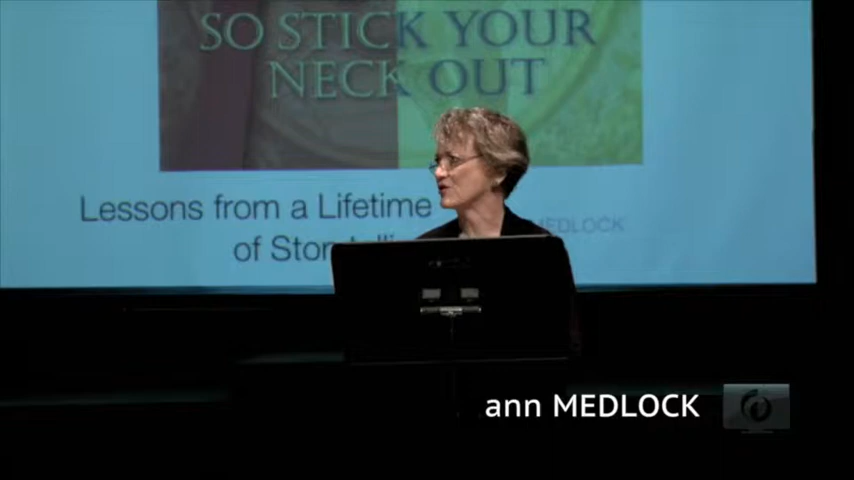 SO STICK YOUR
NECK OUT
Lessons from a Lifetime
of
MEDLOCK
ann MEDLOCK